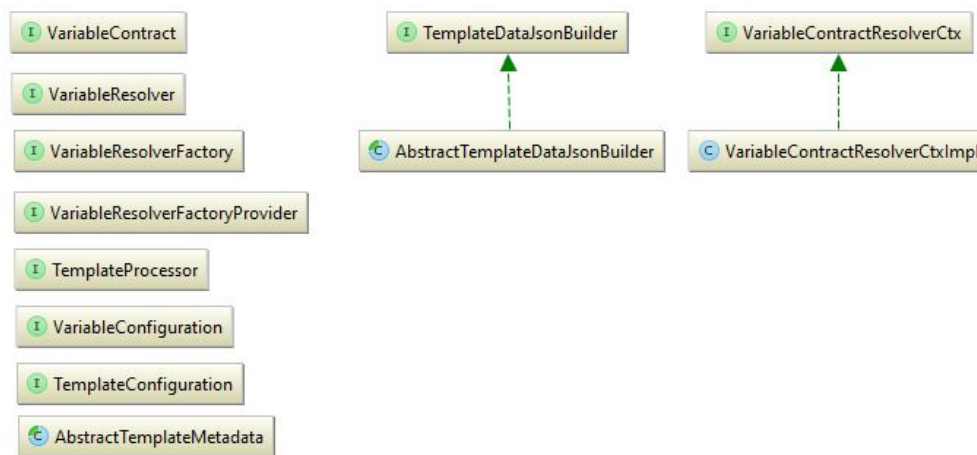 I VariableContract
I VariableResolver
I VariableResolverFactory
I VariableResolverFactoryProvider
I TemplateProcessor
I VariableConfiguration
I TemplateConfiguration
C AbstractTemplateMetadata
I TemplateDataJsonBuilder
C AbstractTemplateDataJsonBuilder
I VariableContractResolverCtx
C VariableContractResolverCtxImpl